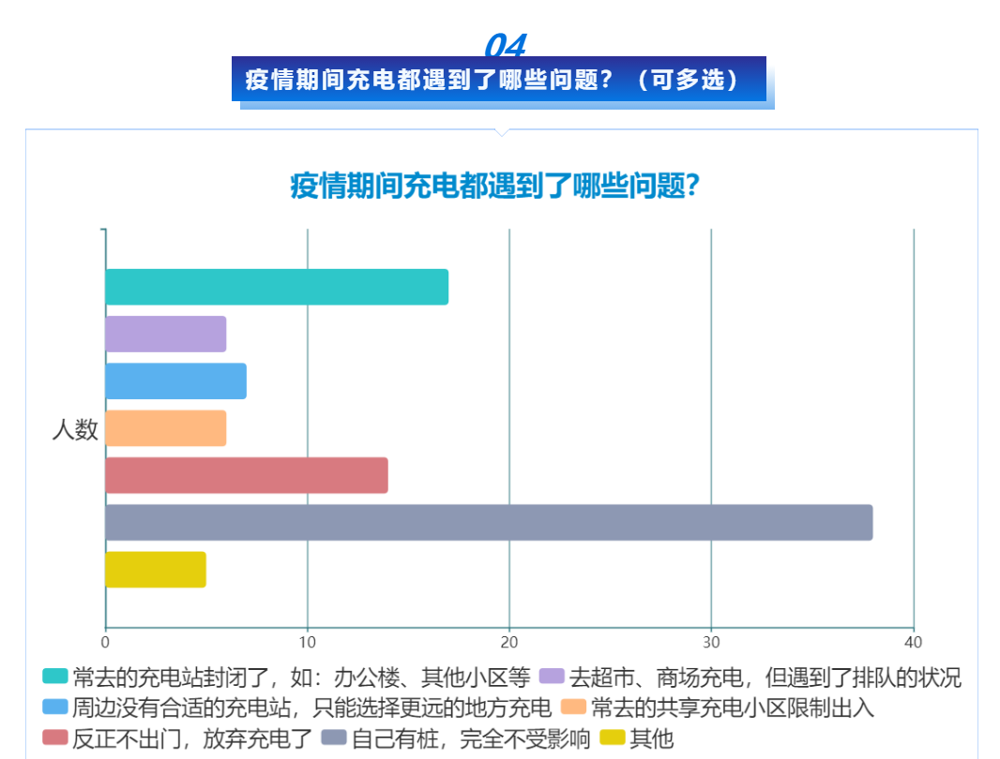 04
疫情期间充电都遇到了哪些问题？（可多选）
疫情期间充电都遇到了哪些问题？
人数
0 10 20 30 40
常去的充电站封闭了，如：办公楼、其他小区等 去超市、商场充电，但遇到了排队的状况
周边没有合适的充电站，只能选择更远的地方充电 常去的共享充电小区限制出入
反正不出门，放弃充电了 自己有桩，完全不受影响 其他